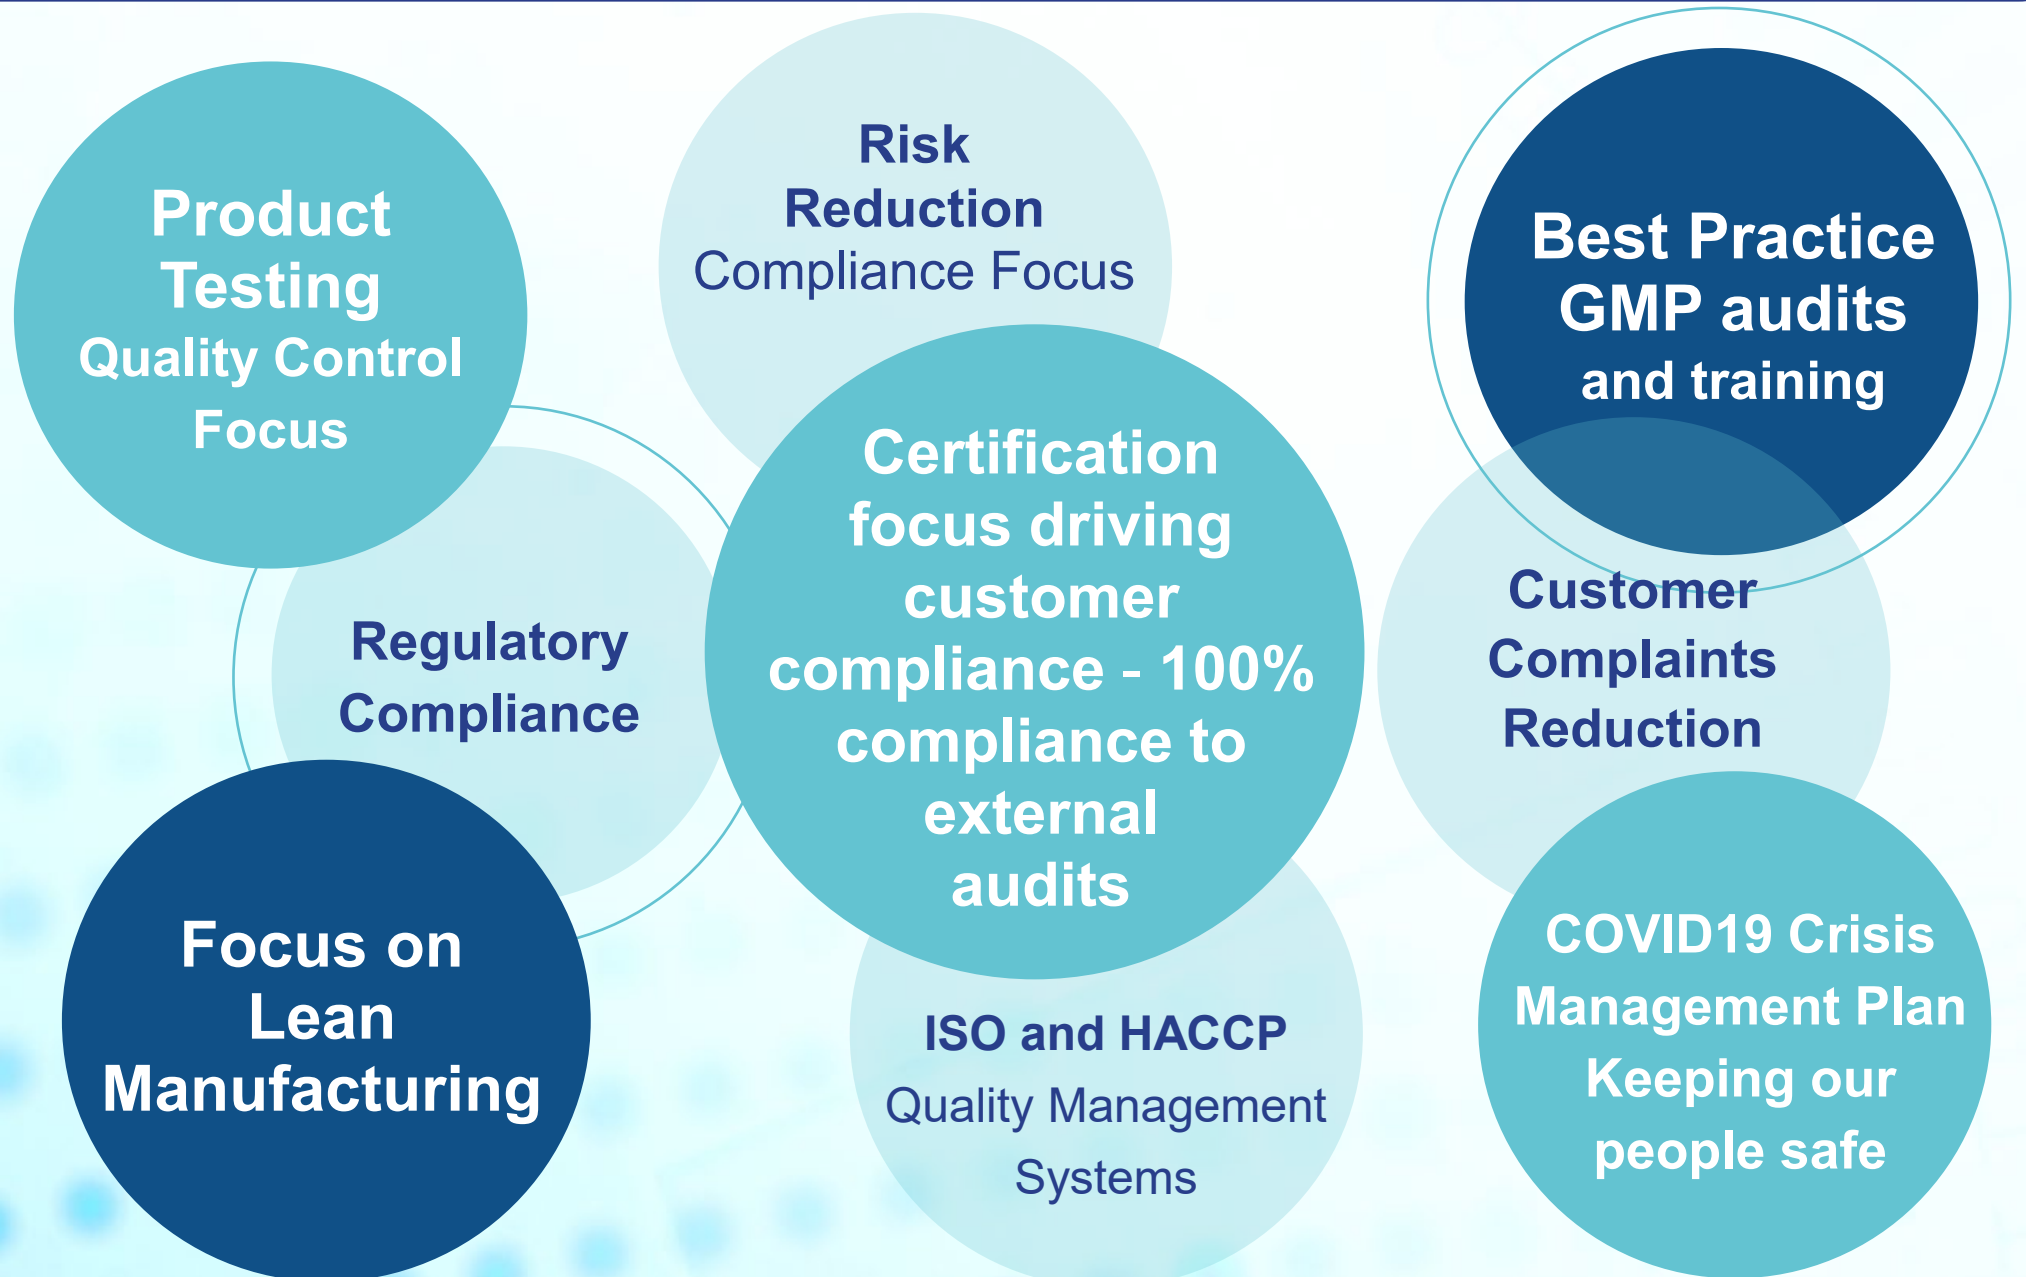 Product
Testing
Quality Control
Focus
Risk
Reduction
Compliance Focus
Best Practice
GMP audits
and training
Regulatory
Compliance
Certification
focus driving
customer
compliance - 100%
compliance to
external
audits
Customer
Complaints
Reduction
Focus on
Lean
Manufacturing
ISO and HACCP
Quality Management
Systems
COVID19 Crisis
Management Plan
Keeping our
people safe